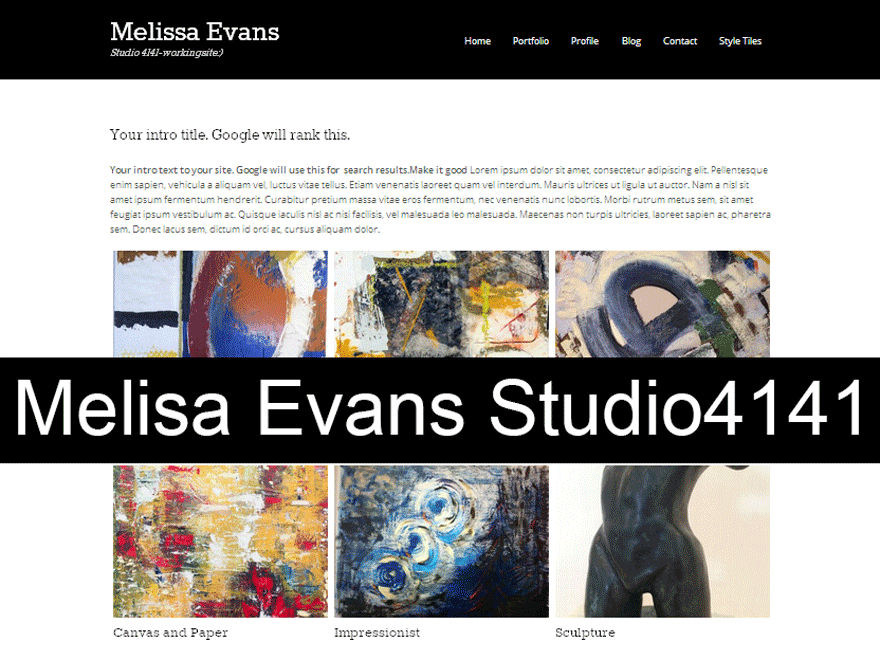 Melissa Evans
Studio 4141-workingsite:)
Home Portfolio Profile Blog Contact Style Tiles
Your intro title. Google will rank this.
Your intro text to your site. Google will use this for search results.Make it good Lorem ipsum dolor sit amet, consectetur adipiscing elit. Pellentesque
enim sapien, vehicula a aliquam vel, luctus vitae tellus. Etiam venenatis laoreet quam vel interdum. Mauris ultrices ut ligula ut auctor. Nam a nisl sit
amet ipsum fermentum hendrerit. Curabitur pretium massa vitae eros fermentum, nec venenatis nunc lobortis. Morbi rutrum metus sem, sit amet
feugiat ipsum vestibulum ac. Quisque iaculis nisl ac nisi facilisis, vel malesuada leo malesuada. Maecenas non turpis ultricies, laoreet sapien ac, pharetra
sem. Donec lacus sem, dictum id orci ac, cursus aliquam dolor.
Melisa Evans Studio4141
Canvas and Paper
Impressionist
Sculpture